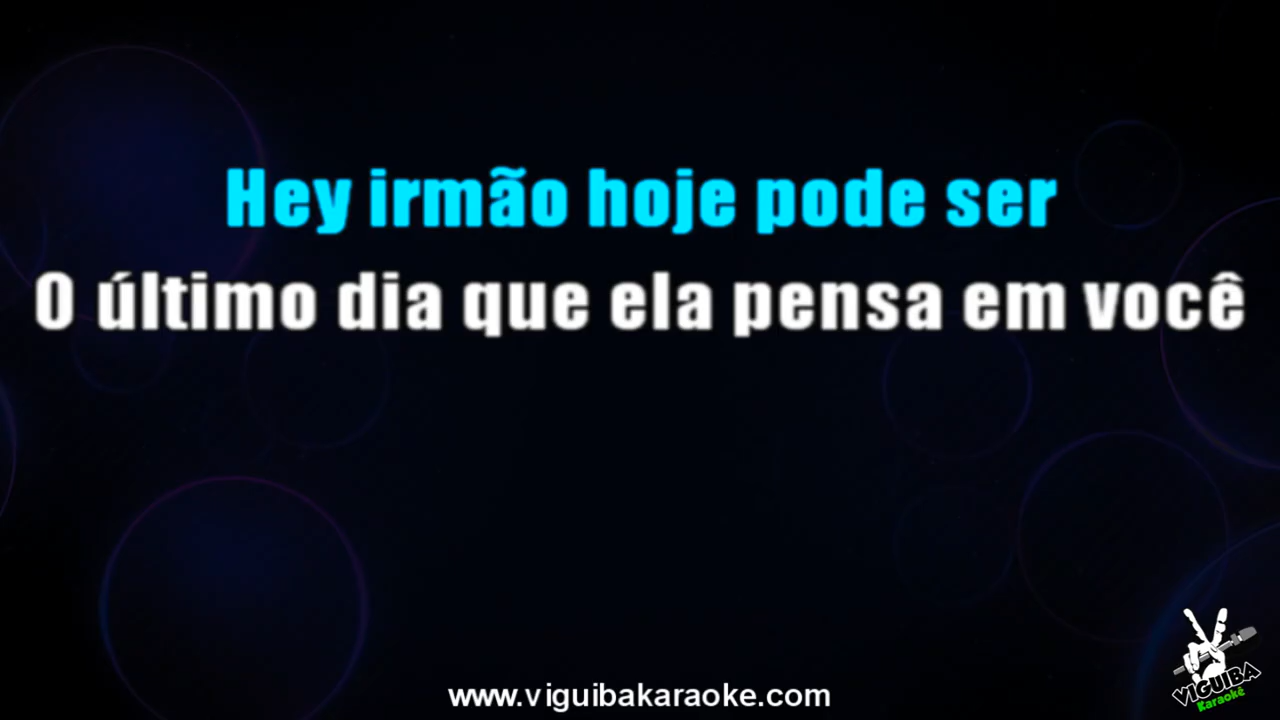 Hey irmão hoje pode ser
O último dia que ela pensa em você
www.viguibakaraoke.com
VIGUIBA
Karaokê